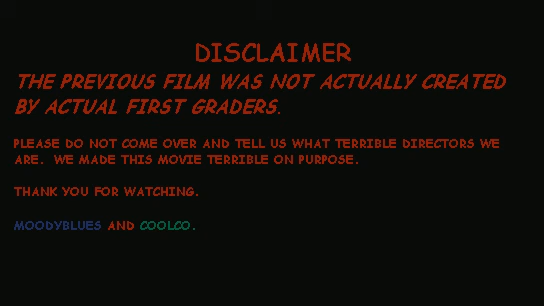 DISCLAIMER
THE PREVIOUS FILM WAS NOT ACTUALLY CREATED
BY ACTUAL FIRST GRADERS.
PLEASE DO NOT COME OVER AND TELL US WHAT TERRIBLE DIRECTORS WE
ARE. WE MADE THIS MOVIE TERRIBLE ON PURPOSE.
THANK YOU FOR WATCHING.
MOODYBLUES AND COOLCO.